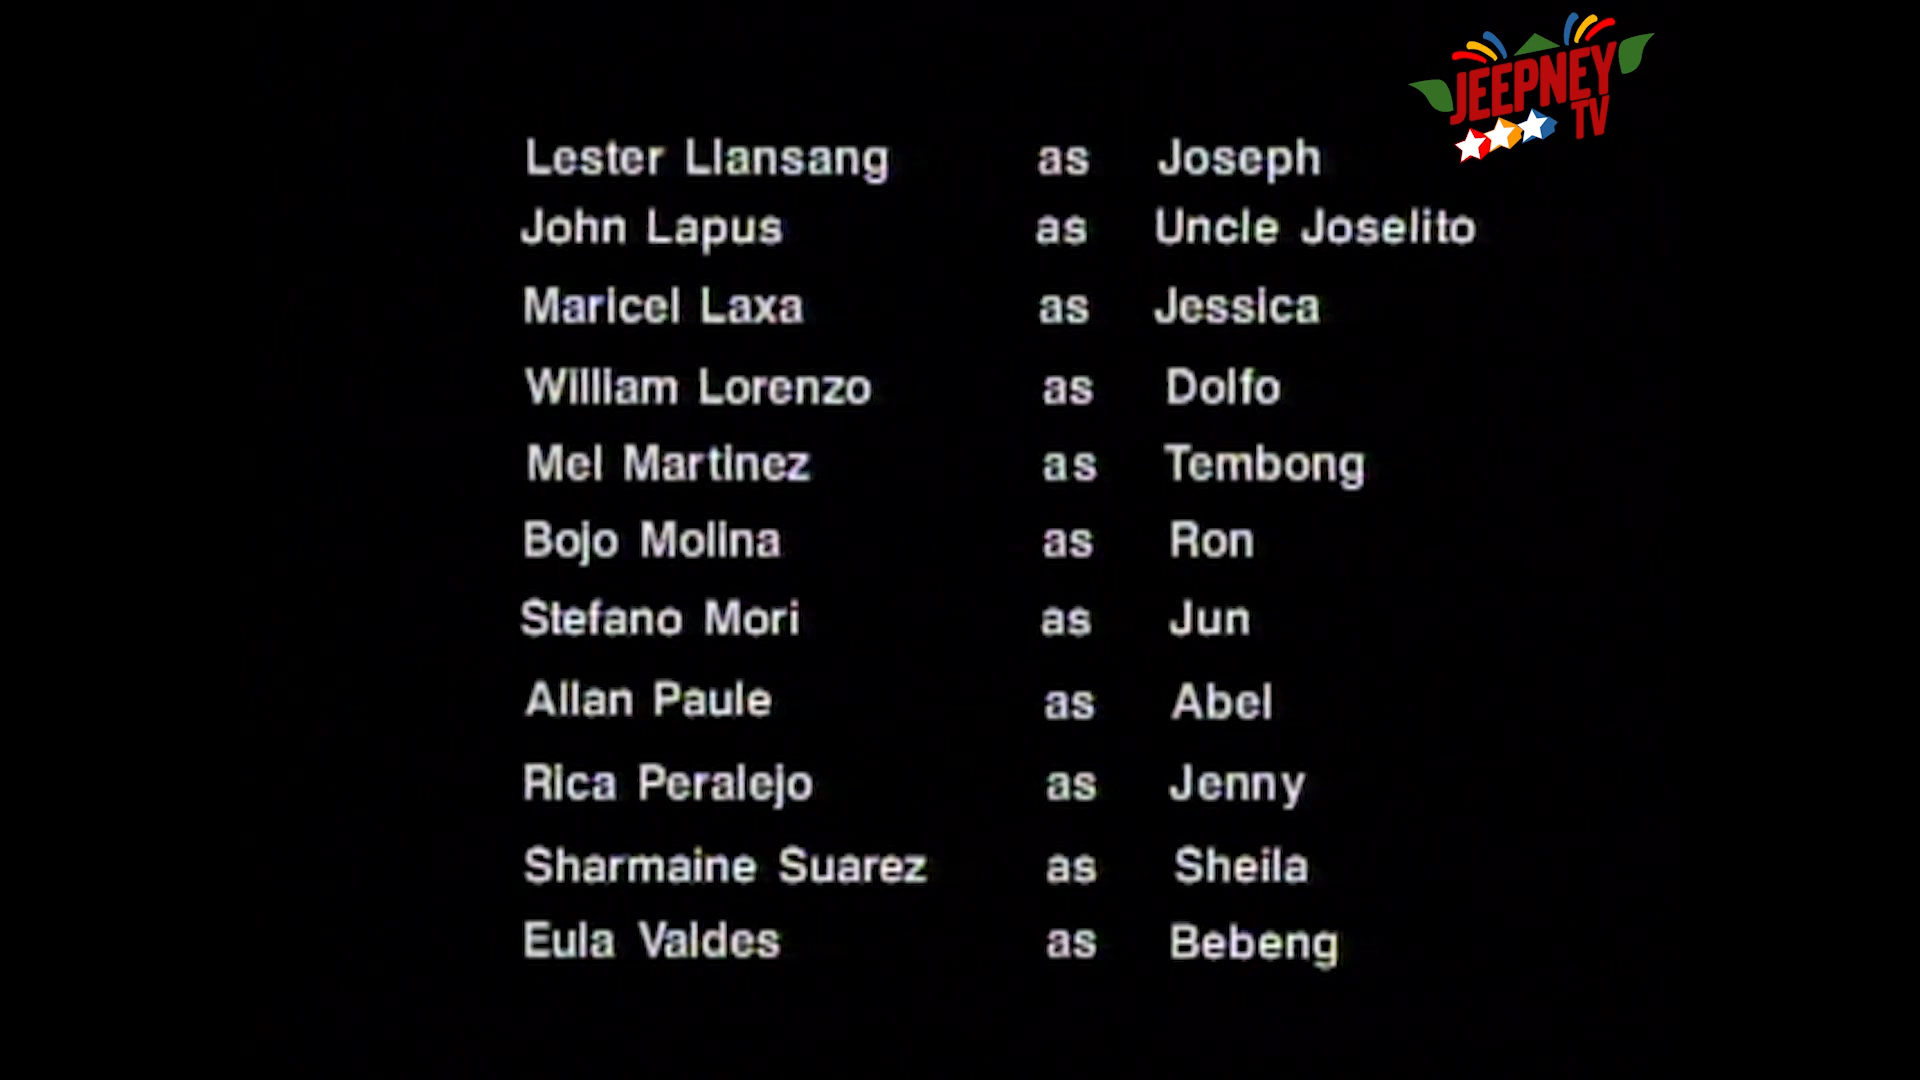 JEEPNEY
TV
Lester Llansang as Joseph
John Lapus as Uncle Joselito
Maricel Laxa as Jessica
William Lorenzo as Dolfo
Mel Martinez as Tembong
Bojo Molina as Ron
Stefano Mori as Jun
Allan Paule as Abel
Rica Peralejo as Jenny
Sharmaine Suarez as Sheila
Eula Valdes as Bebeng